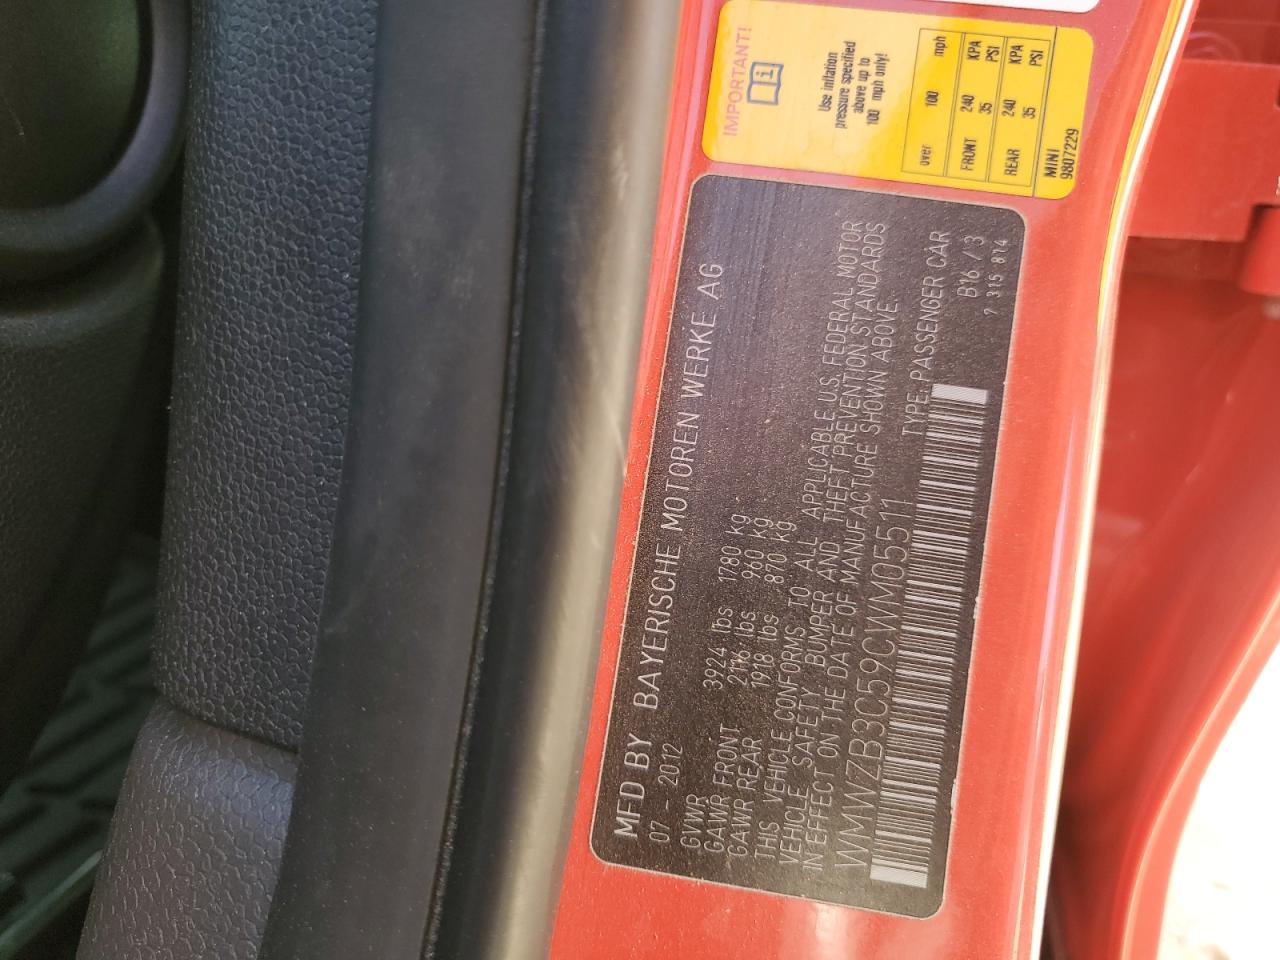 MFD BY BAYERISCHE MOTOREN WERKE AG
07 - 2012
GVWR 3924 lbs 1780 kg
GAWR FRONT 2116 lbs 960 kg
GAWR REAR 1918 lbs 870 kg
THIS VEHICLE CONFORMS TO ALL APPLICABLE U.S. FEDERAL MOTOR
VEHICLE SAFETY, BUMPER AND THEFT PREVENTION STANDARDS
IN EFFECT ON THE DATE OF MANUFACTURE SHOWN ABOVE.
WMWZB3C59CWM05511 TYPE: PASSENGER CAR
B16 / 3
7 315 814
IMPORTANT!
i
Use inflation
pressure specified
above up to
100 mph only!
over 100 mph
FRONT 240 KPA
35 PSI
REAR 240 KPA
35 PSI
MINI
9807229